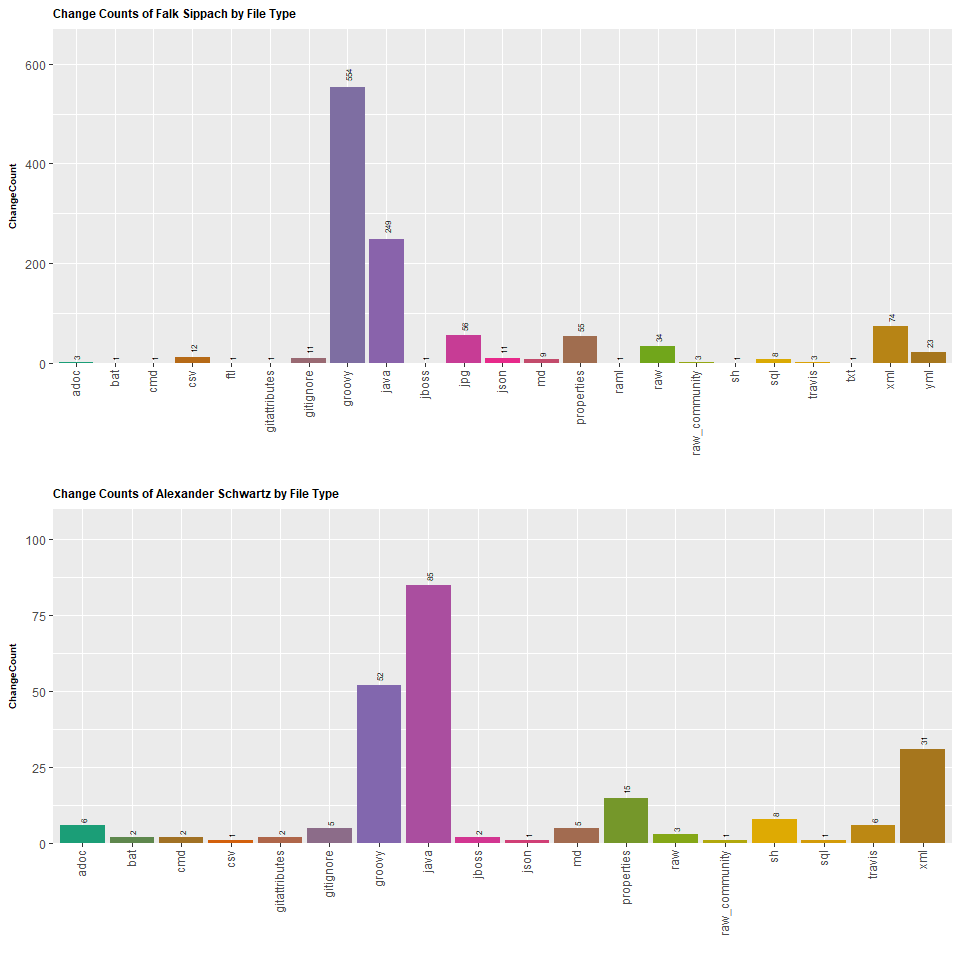 Change Counts of Falk Sippach by File Type
ChangeCount
600
400
200
0
3
1
1
12
1
1
11
554
249
1
56
11
9
55
1
34
3
1
8
3
1
74
23
adoc
bat
cmd
csv
ftl
gitattributes
gitignore
groovy
java
jboss
jpg
json
md
properties
raml
raw
raw_community
sh
sql
travis
txt
xml
yml
Change Counts of Alexander Schwartz by File Type
ChangeCount
100
75
50
25
0
6
2
2
1
2
5
52
85
2
1
5
15
3
1
8
1
6
31
adoc
bat
cmd
csv
gitattributes
gitignore
groovy
java
jboss
json
md
properties
raw
raw_community
sh
sql
travis
xml